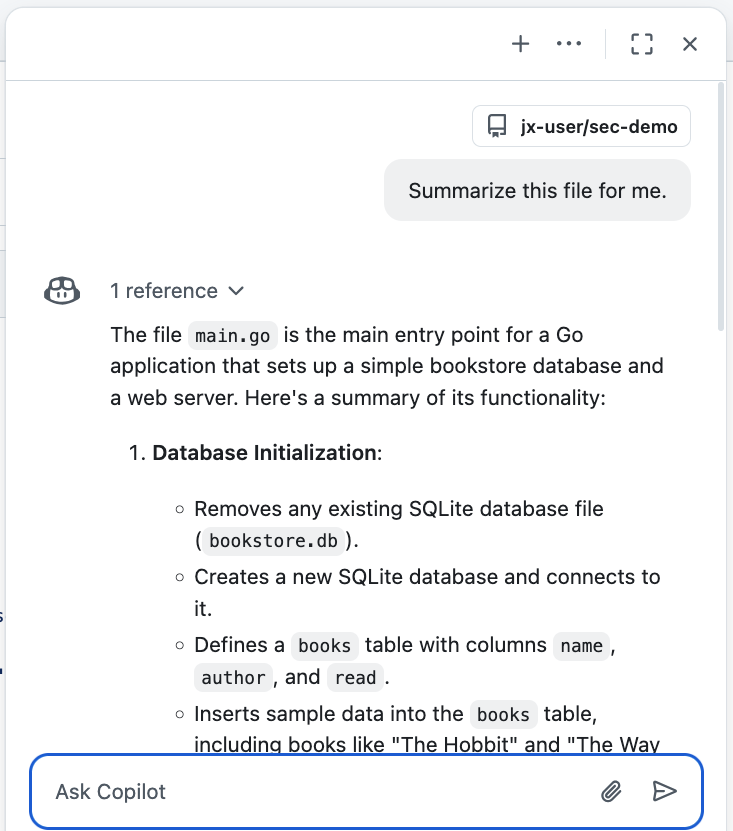 jx-user/sec-demo
Summarize this file for me.
1 reference
The file main.go is the main entry point for a Go
application that sets up a simple bookstore database and
a web server. Here's a summary of its functionality:
1. Database Initialization:
Removes any existing SQLite database file
(bookstore.db).
Creates a new SQLite database and connects to
it.
Defines a books table with columns name,
author, and read.
Inserts sample data into the books table,
including books like "The Hobbit" and "The Way
Ask Copilot